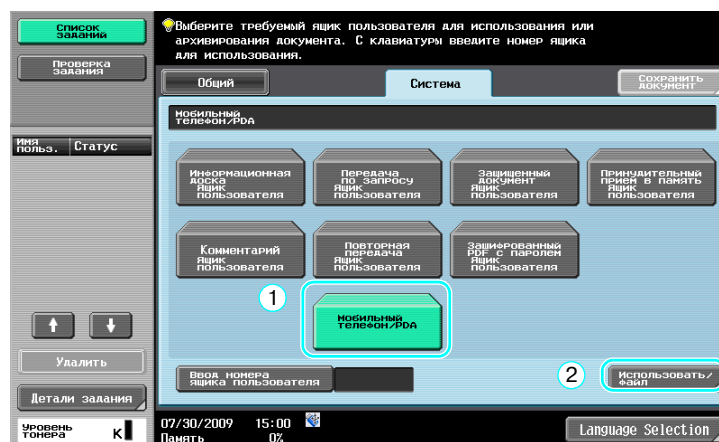 Список
заданий
Проверка
задания
Имя
польз.
Статус
Удалить
Детали задания
Уровень
тонера
К
Выберите требуемый ящик пользователя для использования или
архивирования документа. С клавиатуры введите номер ящика
для использования.
Общий
Система
Сохранить
документ
Мобильный
телефон/PDA
Информационная
доска
Ящик
пользователя
Передача
по запросу
Ящик
пользователя
Защищенный
документ
Ящик
пользователя
Принудительный
прием в память
Ящик
пользователя
Комментарий
Ящик
пользователя
Повторная
передача
Ящик
пользователя
Зашифрованный
PDF с паролем
Ящик
пользователя
1
Мобильный
телефон/PDA
Ввод номера
ящика пользователя
2
Использовать/
файл
07/30/2009 15:00
Память 0%
Language Selection